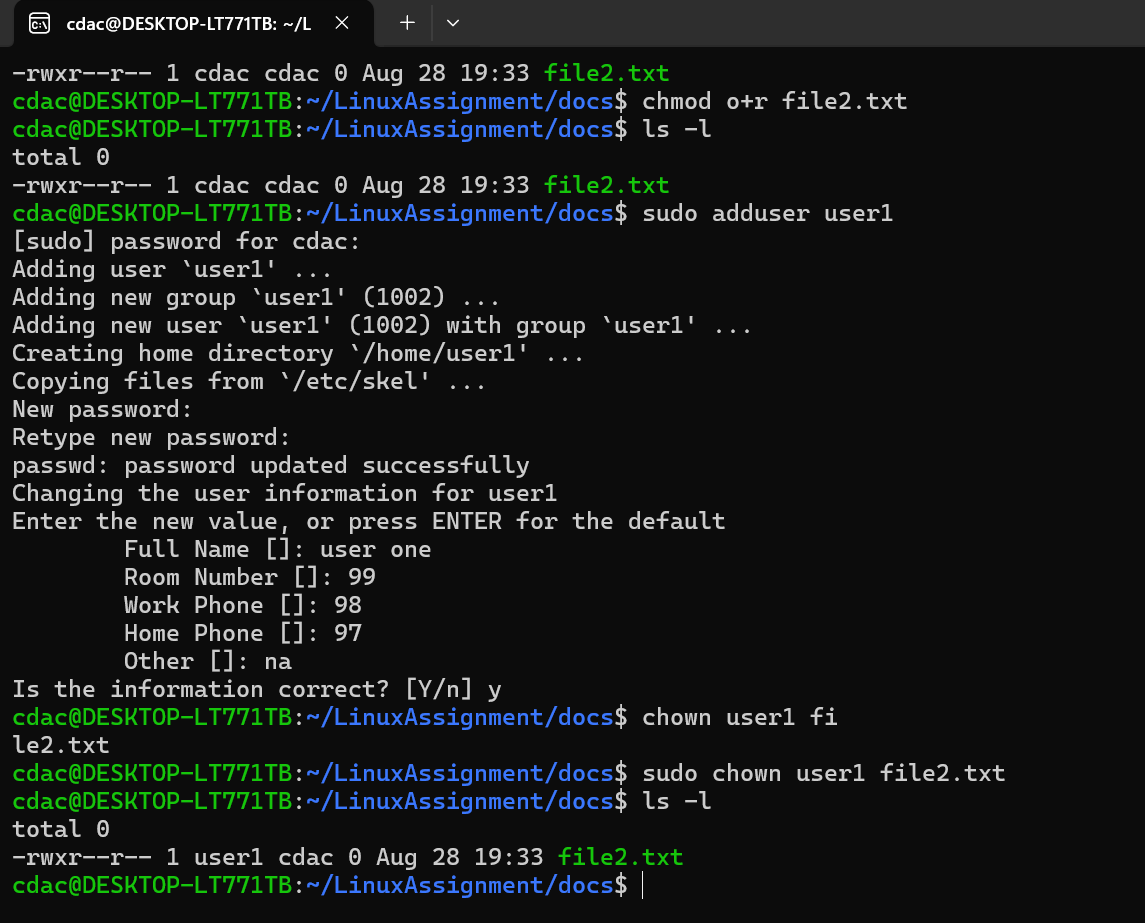 cdac@DESKTOP-LT771TB: ~/L
-rwxr--r-- 1 cdac cdac 0 Aug 28 19:33 file2.txt
cdac@DESKTOP-LT771TB:~/LinuxAssignment/docs$ chmod o+r file2.txt
cdac@DESKTOP-LT771TB:~/LinuxAssignment/docs$ ls -l
total 0
-rwxr--r-- 1 cdac cdac 0 Aug 28 19:33 file2.txt
cdac@DESKTOP-LT771TB:~/LinuxAssignment/docs$ sudo adduser user1
[sudo] password for cdac:
Adding user `user1' ...
Adding new group `user1' (1002) ...
Adding new user `user1' (1002) with group `user1' ...
Creating home directory `/home/user1' ...
Copying files from `/etc/skel' ...
New password:
Retype new password:
passwd: password updated successfully
Changing the user information for user1
Enter the new value, or press ENTER for the default
        Full Name []: user one
        Room Number []: 99
        Work Phone []: 98
        Home Phone []: 97
        Other []: na
Is the information correct? [Y/n] y
cdac@DESKTOP-LT771TB:~/LinuxAssignment/docs$ chown user1 fi
le2.txt
cdac@DESKTOP-LT771TB:~/LinuxAssignment/docs$ sudo chown user1 file2.txt
cdac@DESKTOP-LT771TB:~/LinuxAssignment/docs$ ls -l
total 0
-rwxr--r-- 1 user1 cdac 0 Aug 28 19:33 file2.txt
cdac@DESKTOP-LT771TB:~/LinuxAssignment/docs$